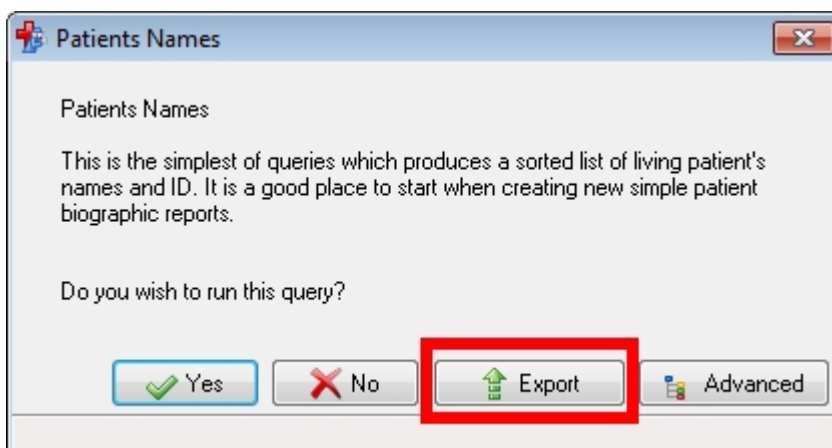 Patients Names
Patients Names
This is the simplest of queries which produces a sorted list of living patient's
names and ID. It is a good place to start when creating new simple patient
biographic reports.
Do you wish to run this query?
Yes No Export Advanced